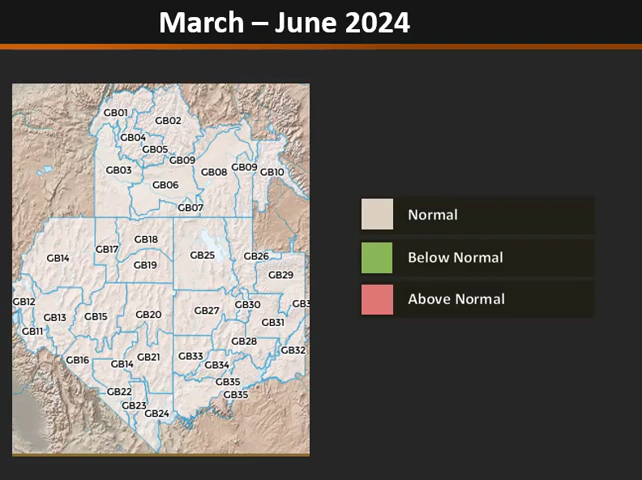 March – June 2024
GB01
GB02
GB04
GB05
GB09
GB03
GB08
GB09
GB10
GB06
GB07
GB17
GB18
GB14
GB25
GB26
GB19
GB29
GB12
GB30
GB13
GB15
GB20
GB27
GB31
GB11
GB28
GB32
GB16
GB14
GB21
GB33
GB34
GB22
GB35
GB35
GB23
GB24
Normal
Below Normal
Above Normal